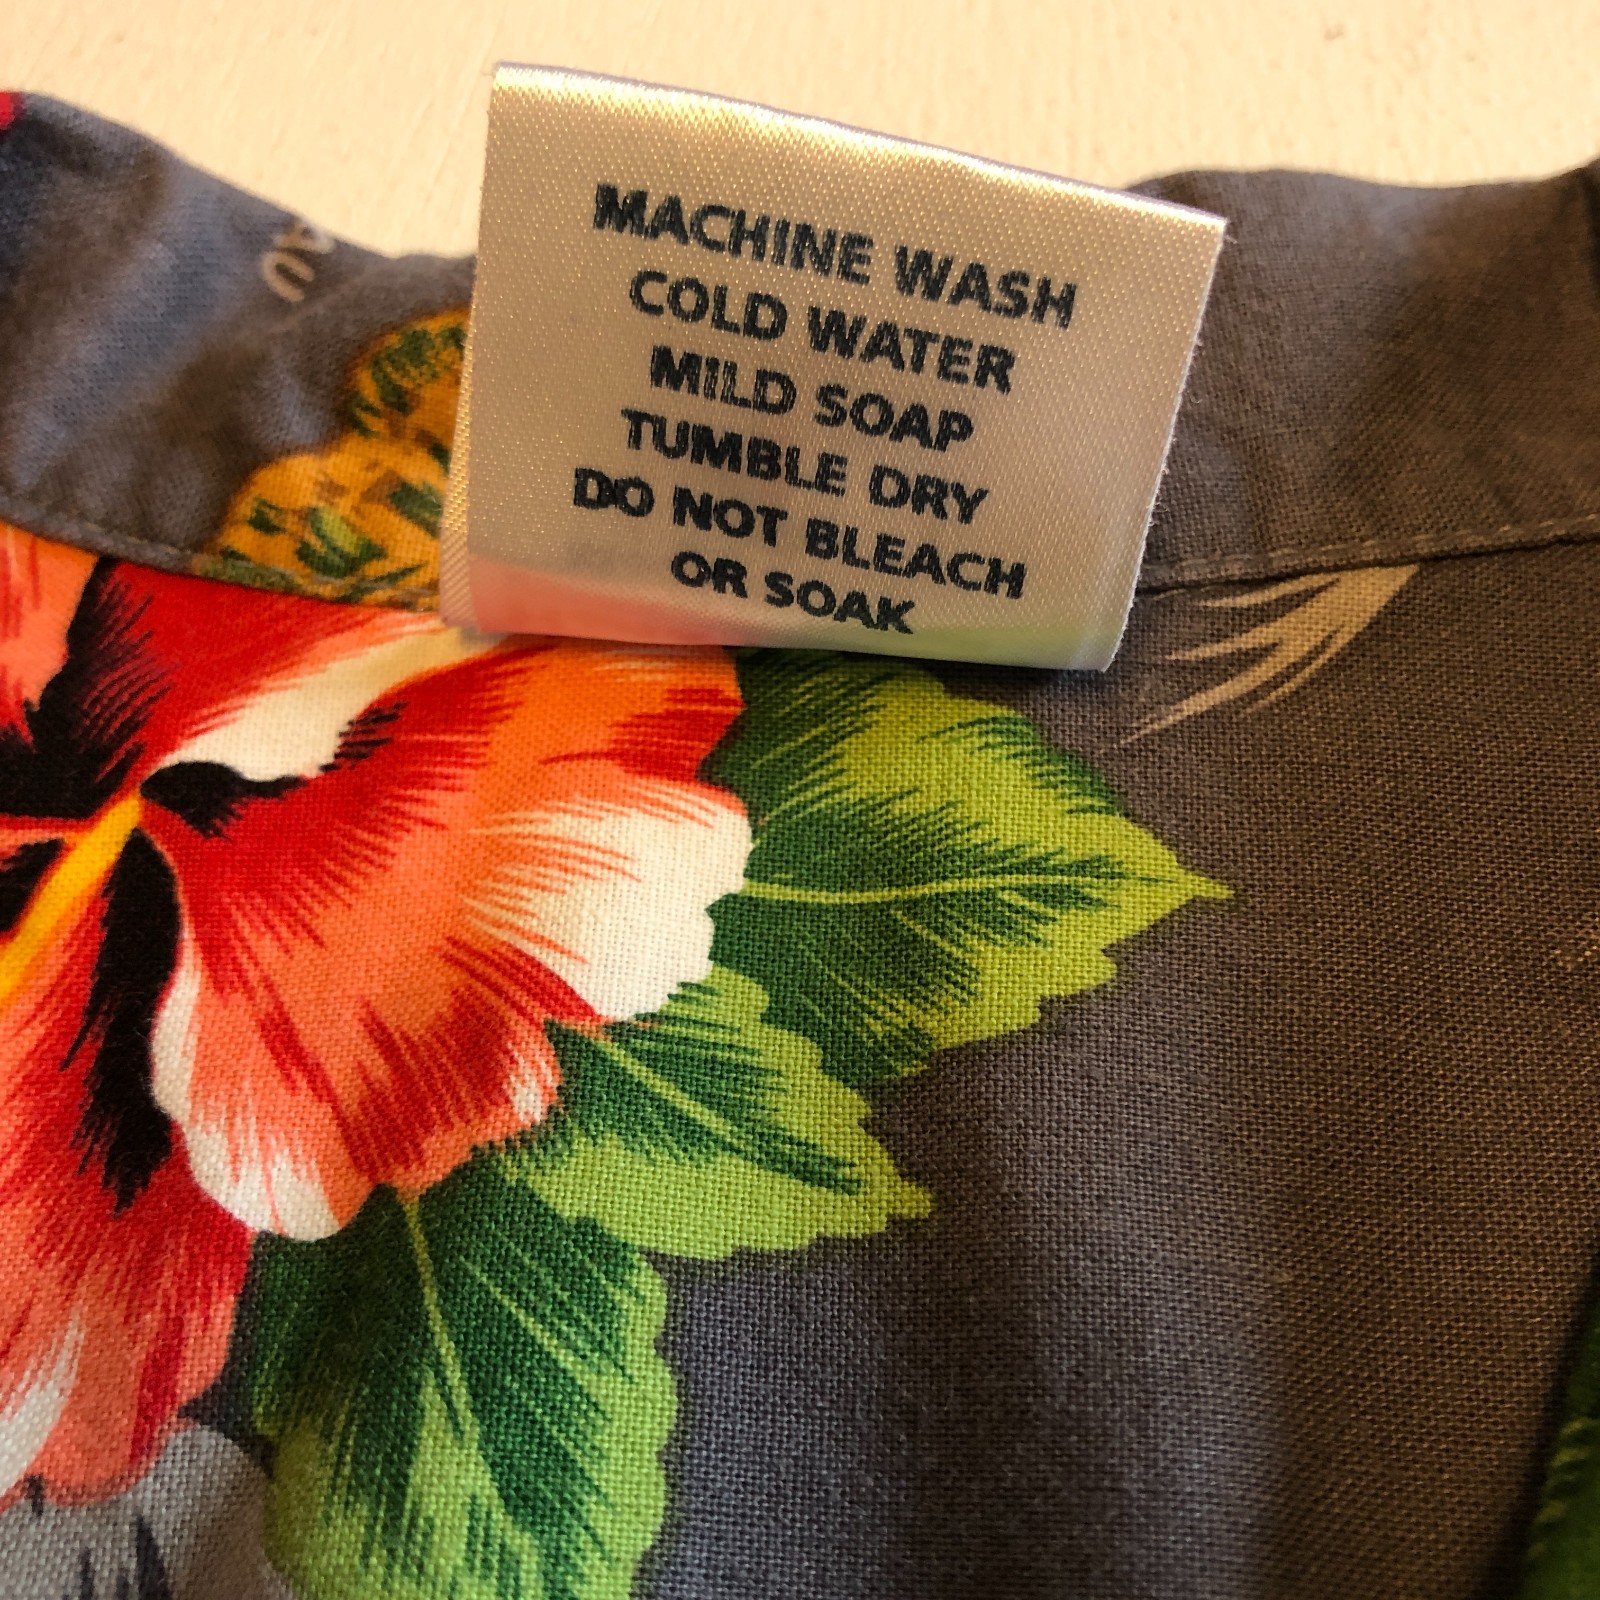 MACHINE WASH
COLD WATER
MILD SOAP
TUMBLE DRY
DO NOT BLEACH
OR SOAK